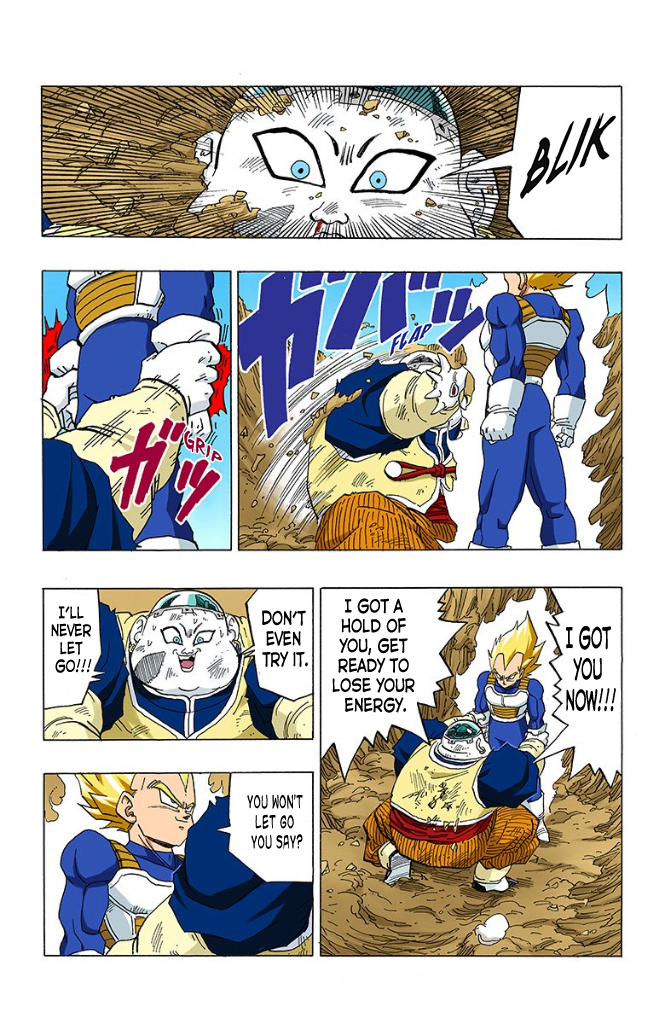 BLIK
ガバッ
FLAP
ガッ
GRIP
I GOT
YOU
NOW!!!
I GOT A
HOLD OF
YOU, GET
READY TO
LOSE YOUR
ENERGY.
DON'T
EVEN
TRY IT.
I'LL
NEVER
LET
GO!!!
YOU WON'T
LET GO
YOU SAY?